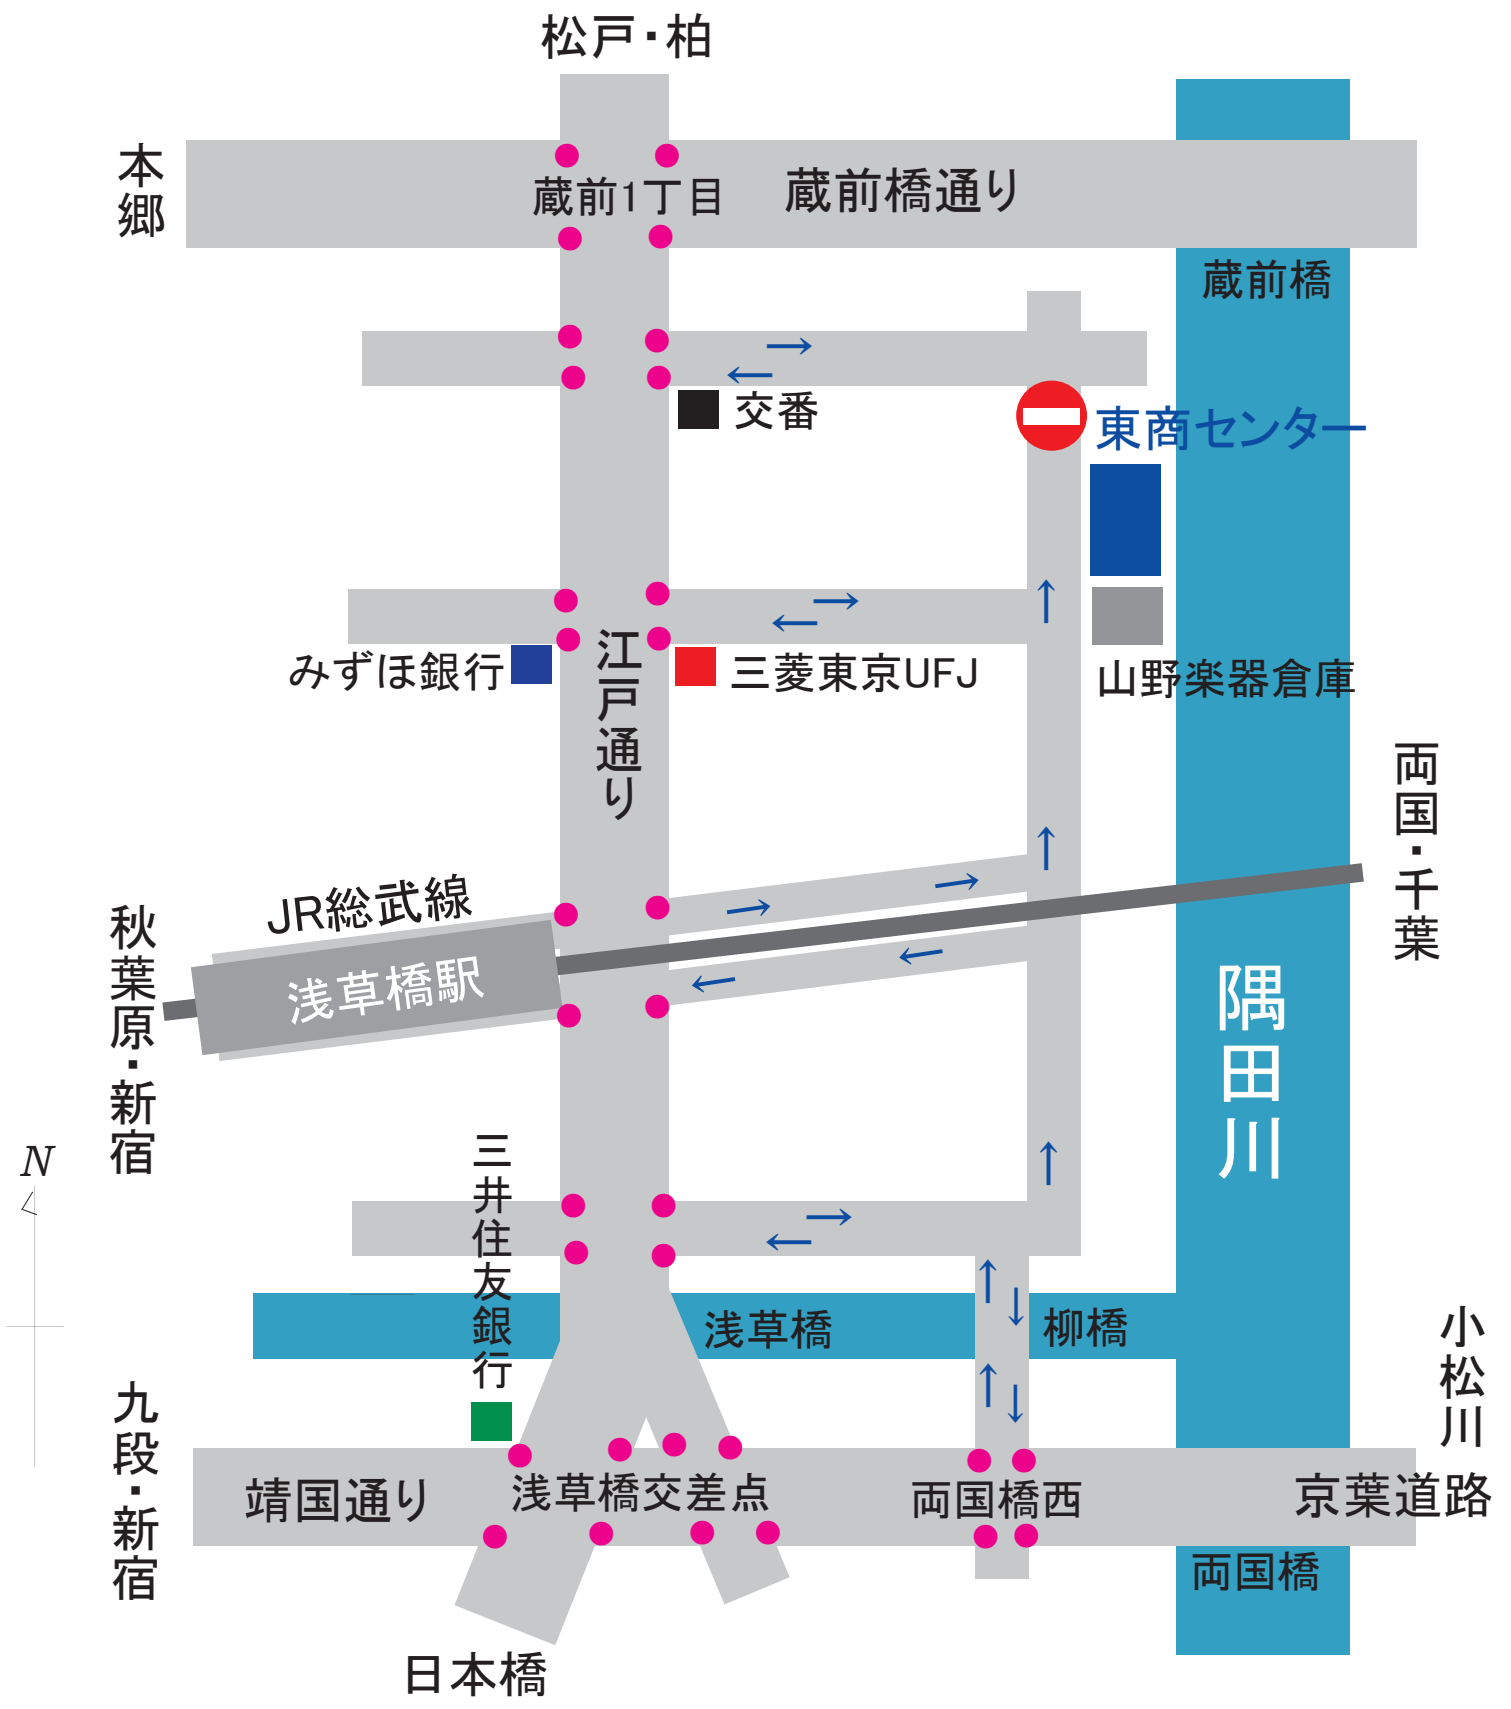 松戸・柏
本郷
蔵前1丁目
蔵前橋通り
蔵前橋
交番
東商センター
江戸通り
みずほ銀行
三菱東京UFJ
山野楽器倉庫
両国・千葉
JR総武線
浅草橋駅
秋葉原・新宿
隅田川
N
三井住友銀行
浅草橋
柳橋
小松川
九段・新宿
靖国通り
浅草橋交差点
両国橋西
京葉道路
両国橋
日本橋